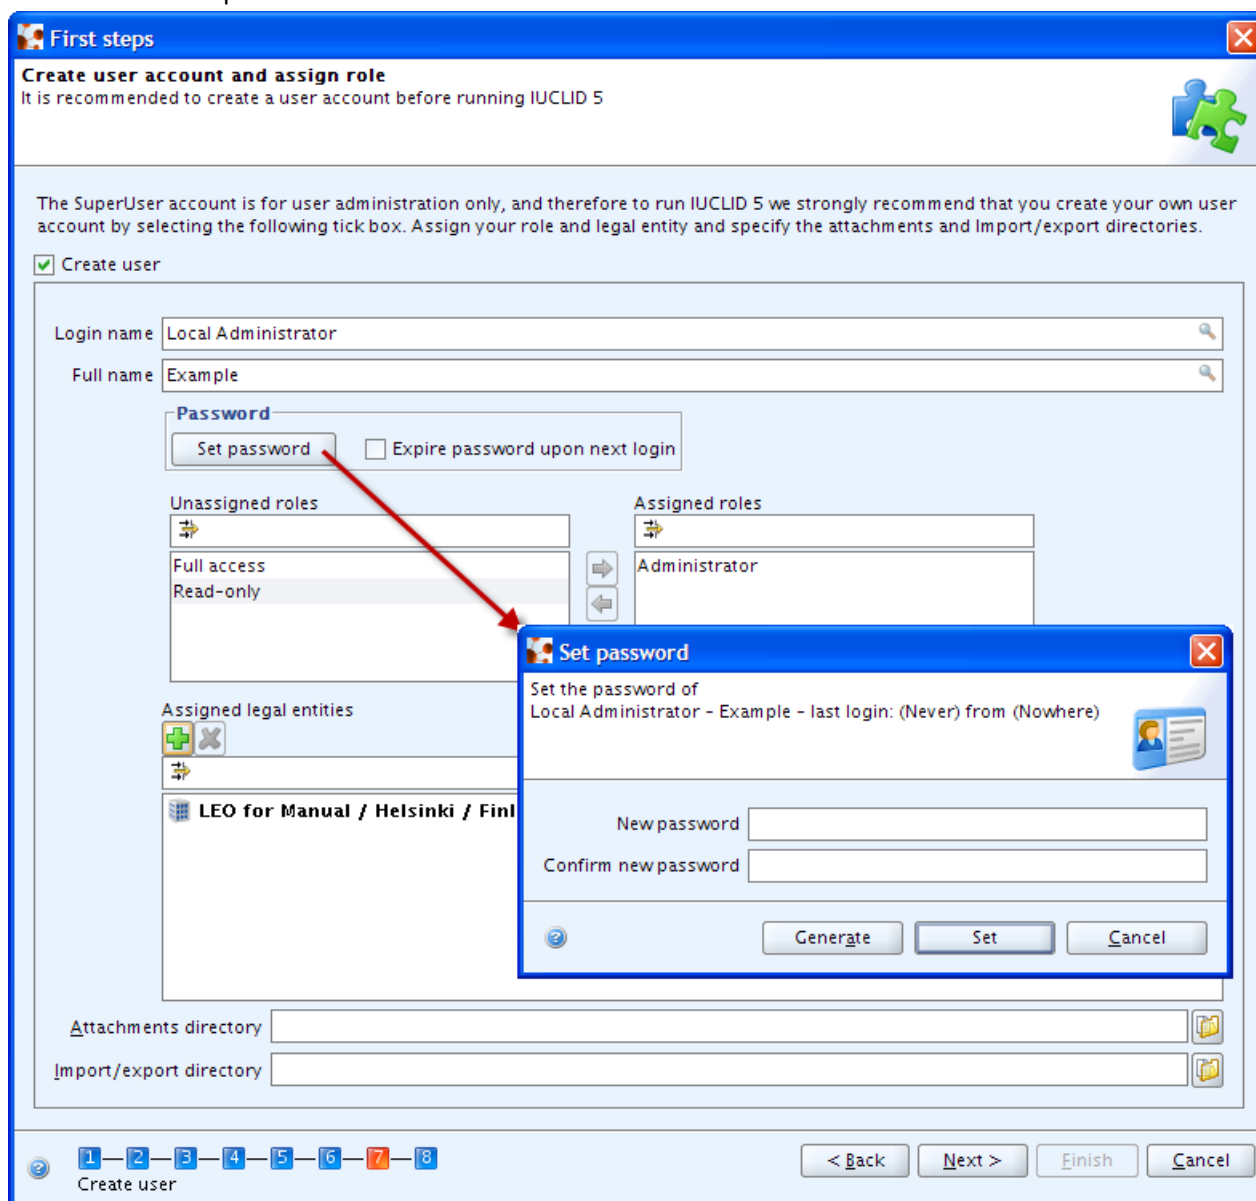 First steps
Create user account and assign role
It is recommended to create a user account before running IUCLID 5
The SuperUser account is for user administration only, and therefore to run IUCLID 5 we strongly recommend that you create your own user
account by selecting the following tick box. Assign your role and legal entity and specify the attachments and Import/export directories.
Create user
Login name Local Administrator
Full name Example
Password
Set password Expire password upon next login
Unassigned roles Assigned roles
Full access Administrator
Read-only
Set password
Set the password of
Local Administrator - Example - last login: (Never) from (Nowhere)
Assigned legal entities
LEO for Manual / Helsinki / Finl
New password
Confirm new password
Generate Set Cancel
Attachments directory
Import/export directory
1 2 3 4 5 6 7 8
Create user
< Back Next > Finish Cancel